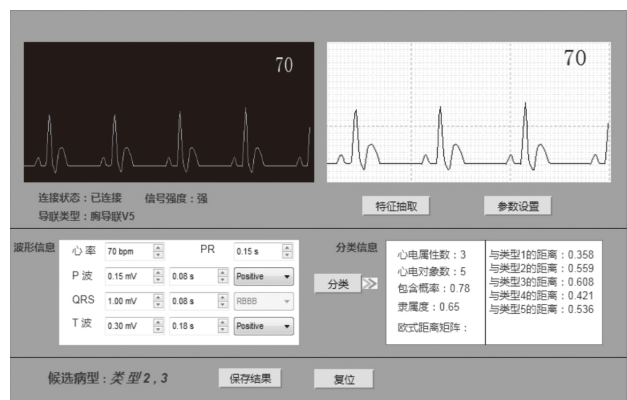 70
70
连接状态：已连接 信号强度：强
导联类型：胸导联V5
特征抽取 参数设置
波形信息
心 率 70 bpm PR 0.15 s
P 波 0.15 mV 0.08 s Positive
QRS 1.00 mV 0.08 s RBBB
T 波 0.30 mV 0.18 s Positive
分类信息
分类
心电属性数：3
心电对象数：5
包含概率：0.78
隶属度：0.65
欧式距离矩阵：
与类型1的距离：0.358
与类型2的距离：0.559
与类型3的距离：0.608
与类型4的距离：0.421
与类型5的距离：0.536
候选病型：类型2，3 保存结果 复位